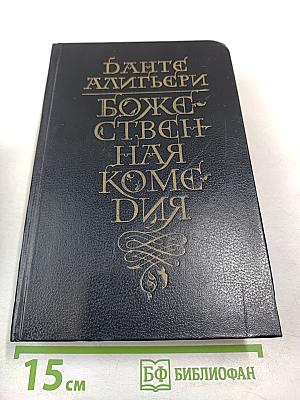 ДАНТЕ
АЛИГЬЕРИ
БОЖЕ-
СТВЕН-
НАЯ
КОМЕ-
ДИЯ
15 см
БФ БИБЛИОФАН